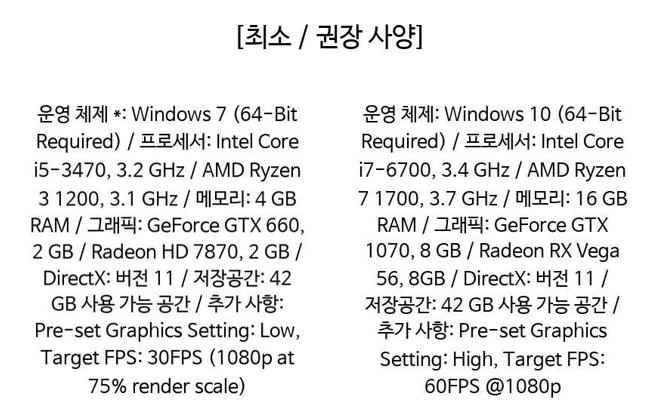 [최소 / 권장 사양]
운영 체제 *: Windows 7 (64-Bit
Required) / 프로세서: Intel Core
i5-3470, 3.2 GHz / AMD Ryzen
3 1200, 3.1 GHz / 메모리: 4 GB
RAM / 그래픽: GeForce GTX 660,
2 GB / Radeon HD 7870, 2 GB /
DirectX: 버전 11 / 저장공간: 42
GB 사용 가능 공간 / 추가 사항:
Pre-set Graphics Setting: Low,
Target FPS: 30FPS (1080p at
75% render scale)
운영 체제: Windows 10 (64-Bit
Required) / 프로세서: Intel Core
i7-6700, 3.4 GHz / AMD Ryzen
7 1700, 3.7 GHz / 메모리: 16 GB
RAM / 그래픽: GeForce GTX
1070, 8 GB / Radeon RX Vega
56, 8GB / DirectX: 버전 11 /
저장공간: 42 GB 사용 가능 공간 /
추가 사항: Pre-set Graphics
Setting: High, Target FPS:
60FPS @1080p